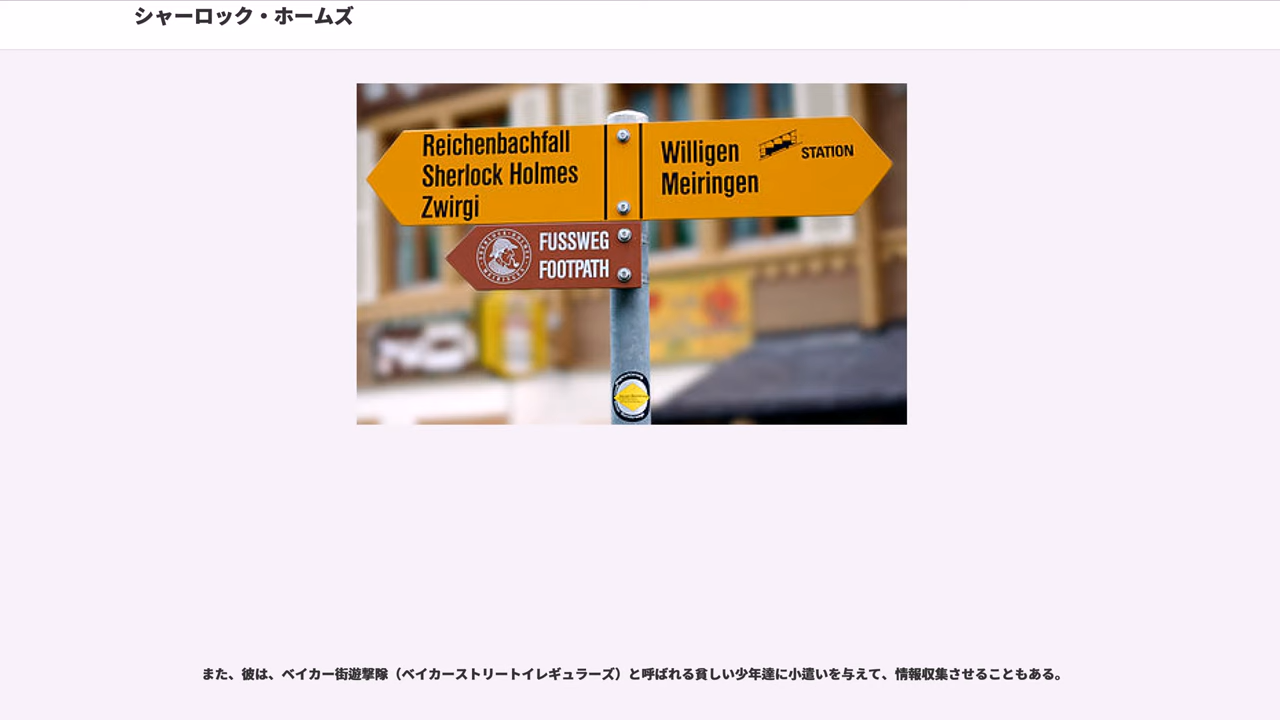 シャーロック・ホームズ
Reichenbachfall
Sherlock Holmes
Zwirgi
Willigen
Meiringen
STATION
FUSSWEG
FOOTPATH
また、彼は、ベイカー街遊撃隊（ベイカーストリートイレギュラーズ）と呼ばれる貧しい少年達に小遣いを与えて、情報収集させることもある。